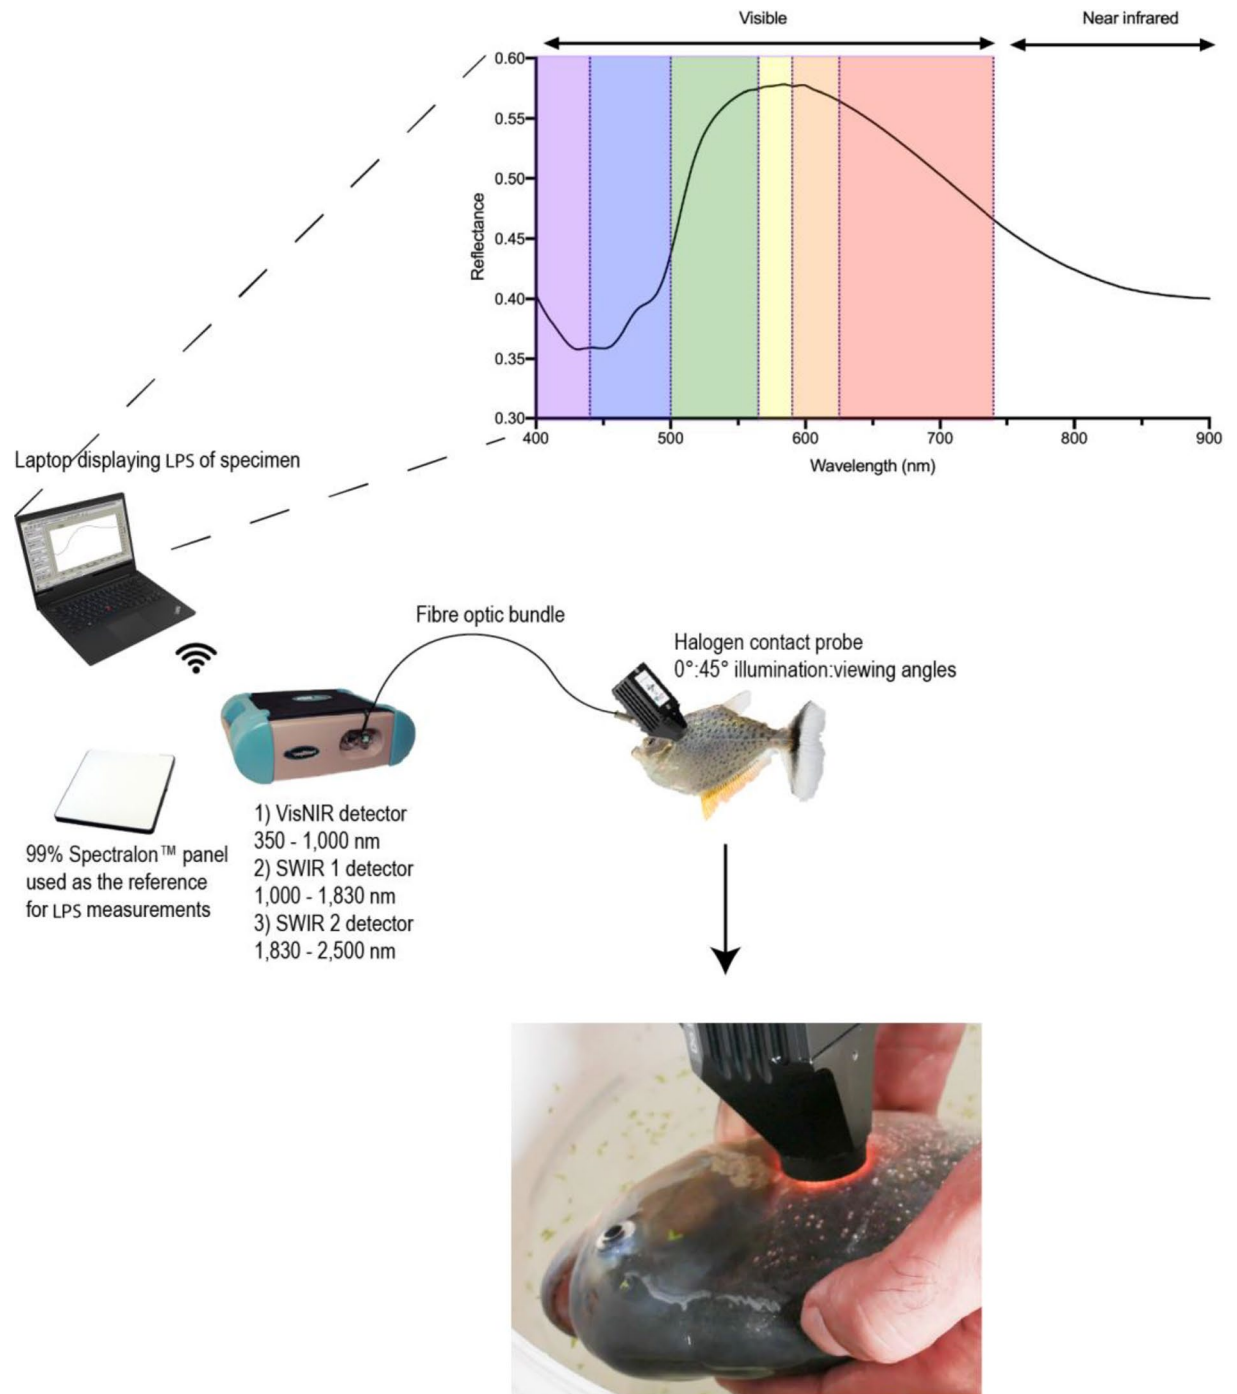 Visible
Near infrared
0.60
0.55
0.50
0.45
0.40
0.35
0.30
Reflectance
400
500
600
700
800
900
Wavelength (nm)
Laptop displaying LPS of specimen
Fibre optic bundle
Halogen contact probe
0°:45° illumination:viewing angles
99% Spectralon™ panel
used as the reference
for LPS measurements
1) VisNIR detector
350 - 1,000 nm
2) SWIR 1 detector
1,000 - 1,830 nm
3) SWIR 2 detector
1,830 - 2,500 nm